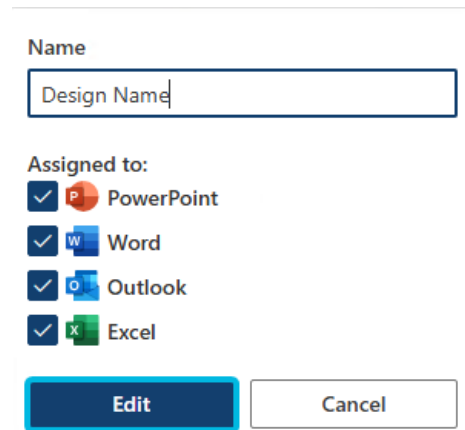 Name
Design Name
Assigned to:
P PowerPoint
W Word
O Outlook
X Excel
Edit Cancel